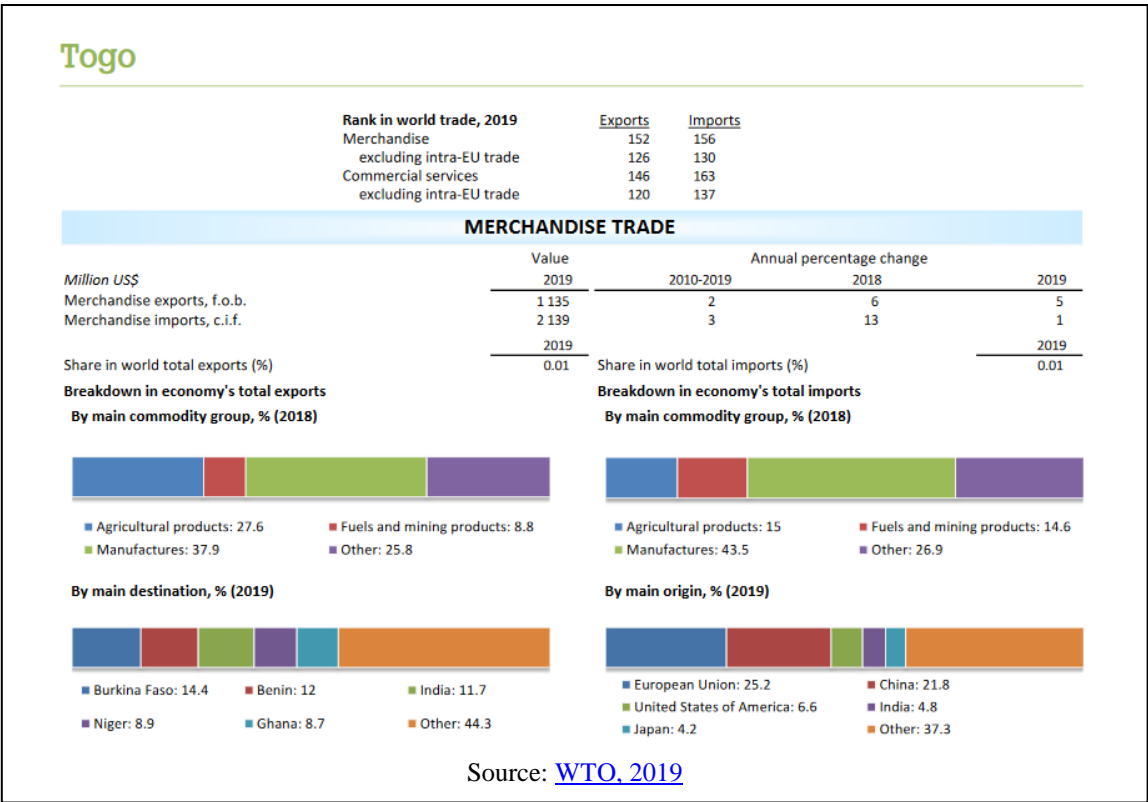 Togo
Rank in world trade, 2019 Exports Imports
Merchandise 152 156
excluding intra-EU trade 126 130
Commercial services 146 163
excluding intra-EU trade 120 137
MERCHANDISE TRADE
Value Annual percentage change
Million US$ 2019 2010-2019 2018 2019
Merchandise exports, f.o.b. 1 135 2 6 5
Merchandise imports, c.i.f. 2 139 3 13 1
2019 2019
Share in world total exports (%) 0.01 Share in world total imports (%) 0.01
Breakdown in economy's total exports Breakdown in economy's total imports
By main commodity group, % (2018) By main commodity group, % (2018)
Agricultural products: 27.6 Fuels and mining products: 8.8 Agricultural products: 15 Fuels and mining products: 14.6
Manufactures: 37.9 Other: 25.8 Manufactures: 43.5 Other: 26.9
By main destination, % (2019) By main origin, % (2019)
Burkina Faso: 14.4 Benin: 12 India: 11.7
Niger: 8.9 Ghana: 8.7 Other: 44.3
European Union: 25.2 China: 21.8
United States of America: 6.6 India: 4.8
Japan: 4.2 Other: 37.3
Source: WTO, 2019